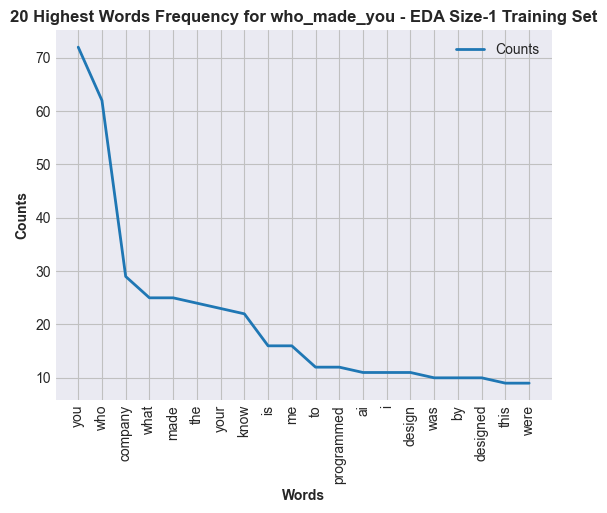 20 Highest Words Frequency for who_made_you - EDA Size-1 Training Set
Counts
70
60
50
40
30
20
10
Counts
you
who
company
what
made
the
your
know
is
me
to
programmed
ai
i
design
was
by
designed
this
were
Words